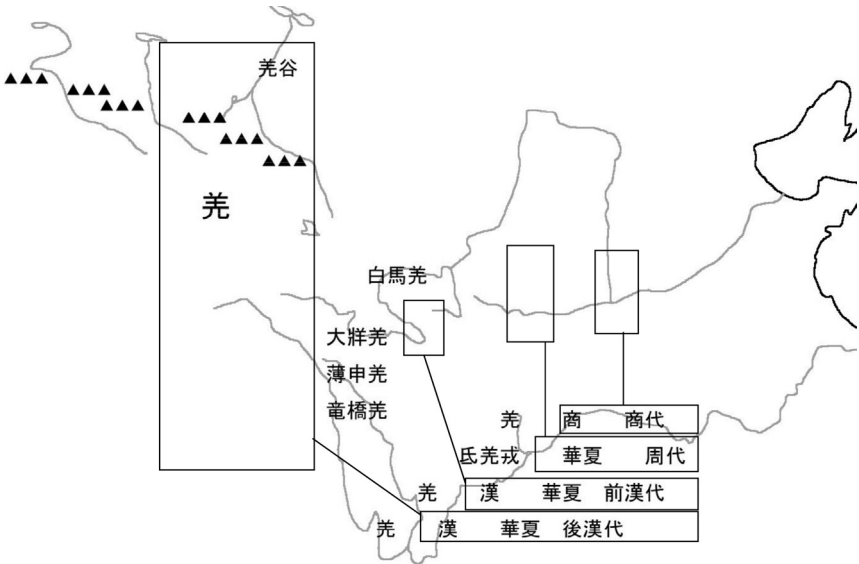 羌谷
羌
白馬羌
大牂羌
薄申羌
竜橋羌
羌 商 商代
氐羌戎 華夏 周代
羌 漢 華夏 前漢代
羌 漢 華夏 後漢代